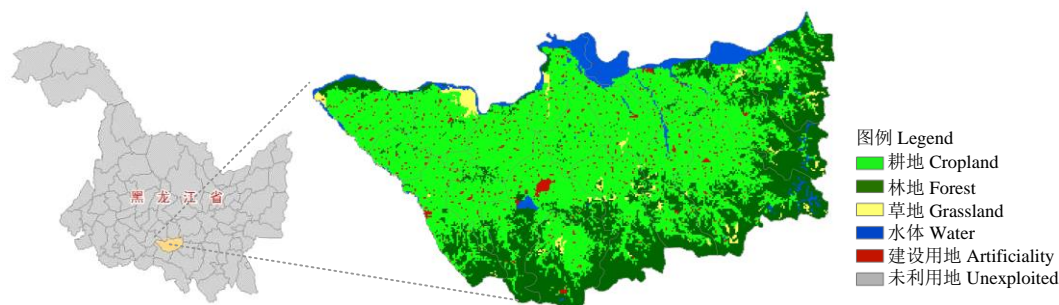 黑龙江省
图例 Legend
耕地 Cropland
林地 Forest
草地 Grassland
水体 Water
建设用地 Artificiality
未利用地 Unexploited